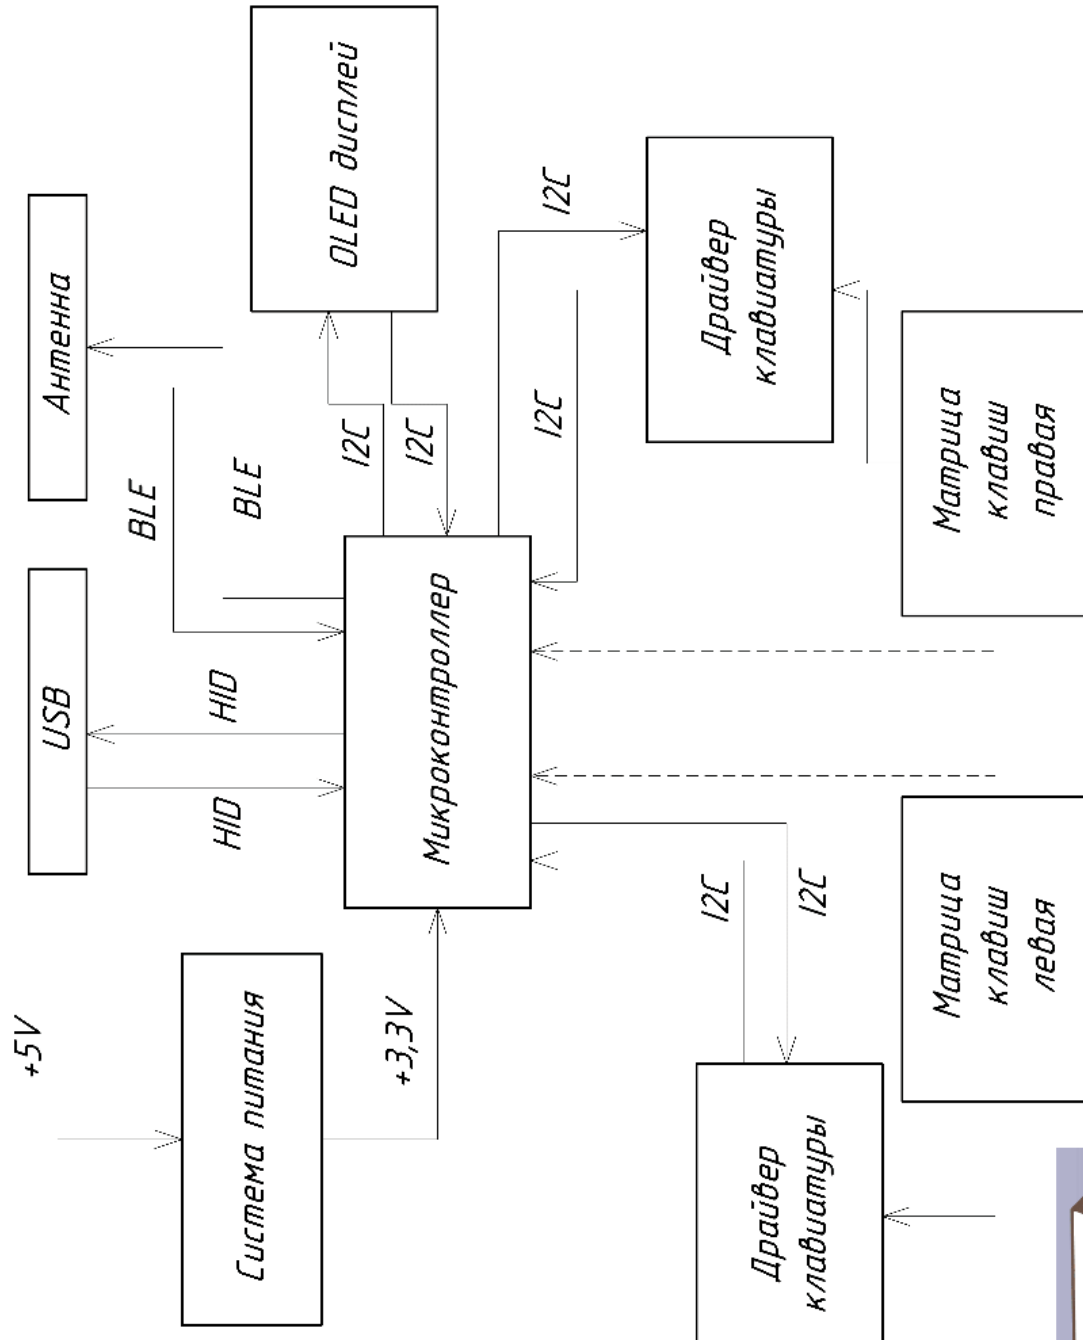 Антенна
USB
+5V
BLE
BLE
HID
HID
OLED дисплей
I2C
I2C
Система питания
+3,3V
Микроконтроллер
I2C
I2C
Драйвер
клавиатуры
I2C
I2C
Драйвер
клавиатуры
Матрица
клавиш
правая
Матрица
клавиш
левая